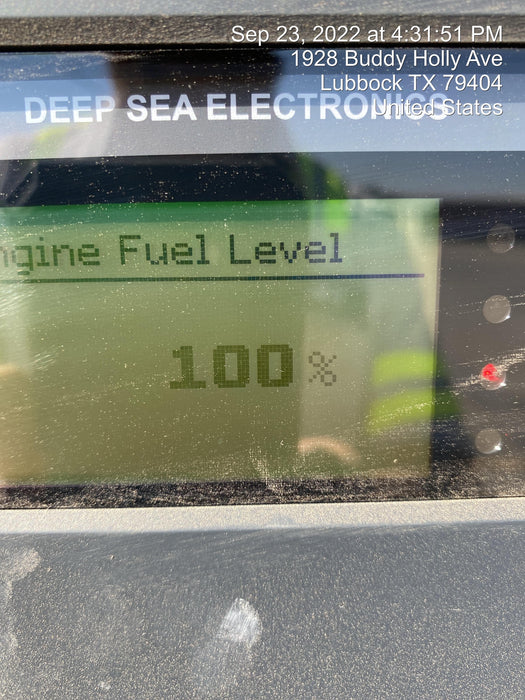 Sep 23, 2022 at 4:31:51 PM
1928 Buddy Holly Ave
Lubbock TX 79404
United States
DEEP SEA ELECTRONICS
ngine Fuel Level
100%